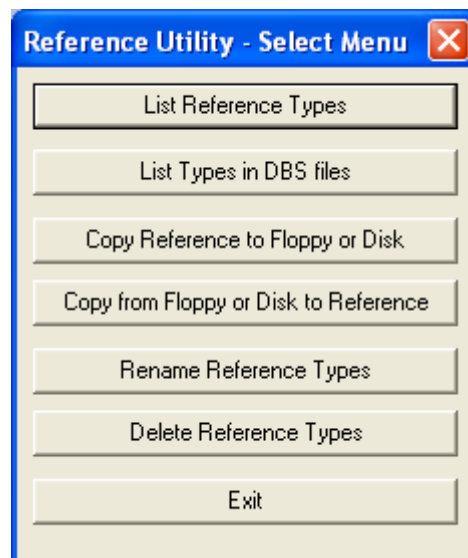 Reference Utility - Select Menu
List Reference Types
List Types in DBS files
Copy Reference to Floppy or Disk
Copy from Floppy or Disk to Reference
Rename Reference Types
Delete Reference Types
Exit